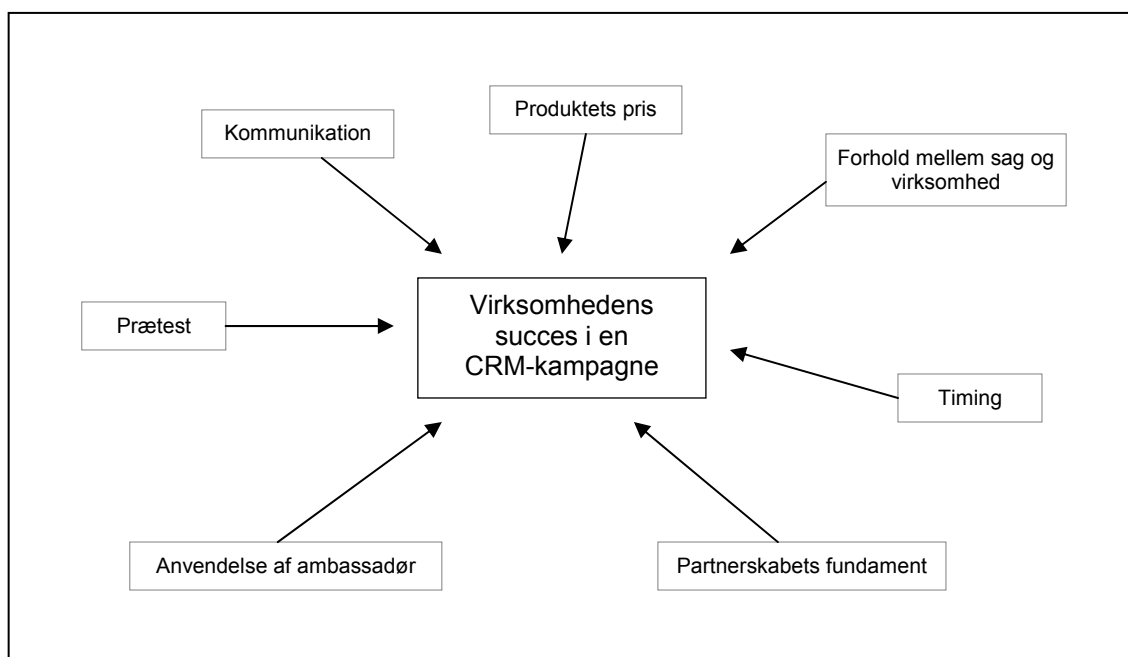 Produktets pris
Kommunikation
Forhold mellem sag og
virksomhed
Virksomhedens
succes i en
CRM-kampagne
Prætest
Timing
Anvendelse af ambassadør
Partnerskabets fundament